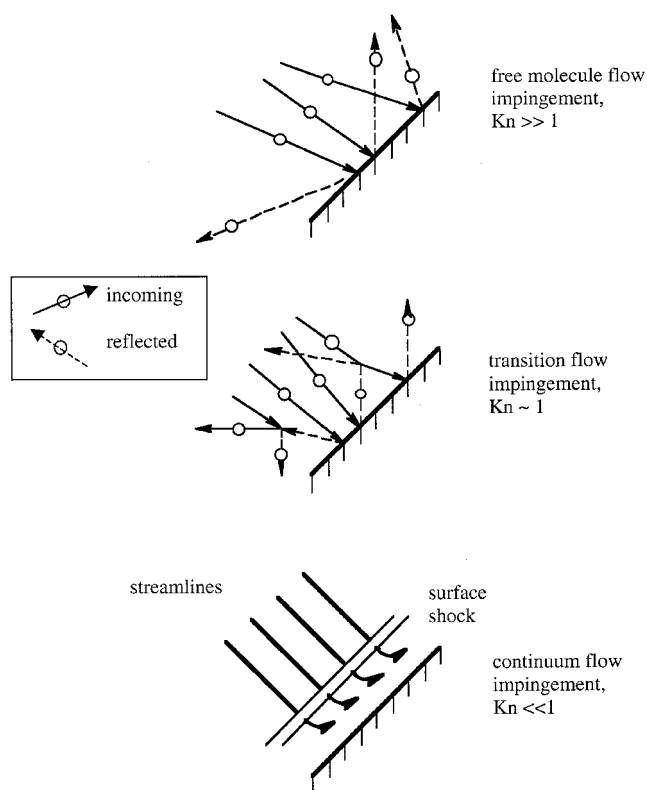 free molecule flow
impingement,
Kn >> 1
incoming
reflected
transition flow
impingement,
Kn ~ 1
streamlines
surface
shock
continuum flow
impingement,
Kn <<1